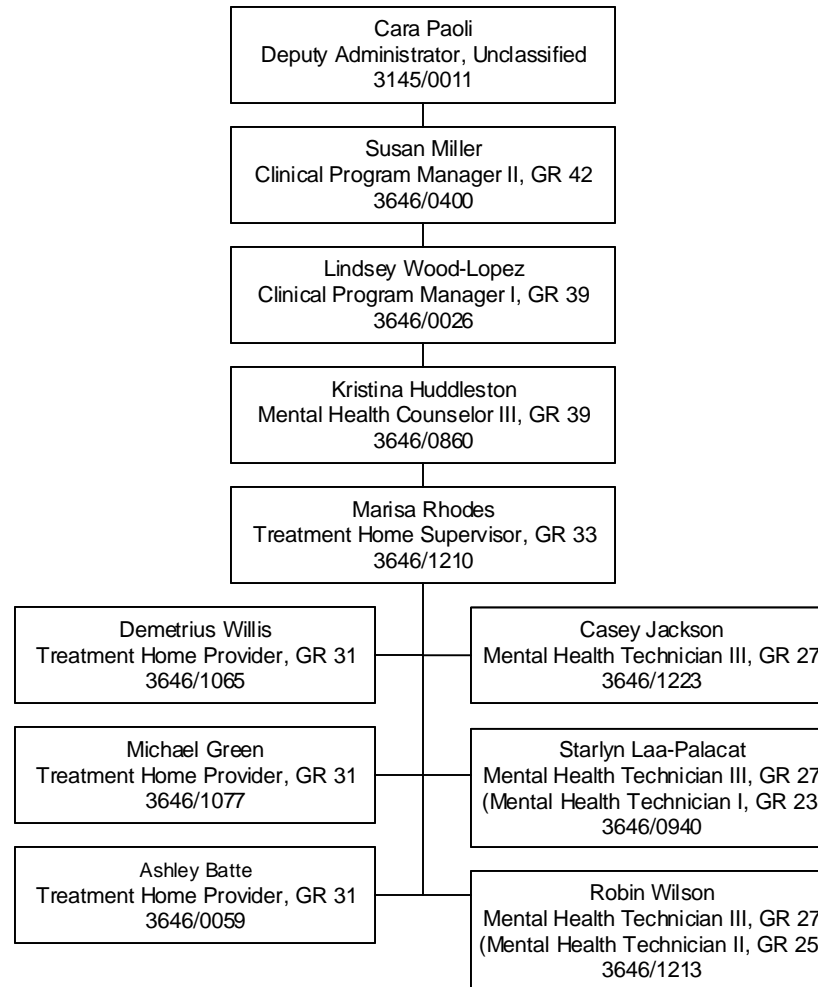 Cara Paoli
Deputy Administrator, Unclassified
3145/0011
Susan Miller
Clinical Program Manager II, GR 42
3646/0400
Lindsey Wood-Lopez
Clinical Program Manager I, GR 39
3646/0026
Kristina Huddleston
Mental Health Counselor III, GR 39
3646/0860
Marisa Rhodes
Treatment Home Supervisor, GR 33
3646/1210
Demetrius Willis
Treatment Home Provider, GR 31
3646/1065
Casey Jackson
Mental Health Technician III, GR 27
3646/1223
Michael Green
Treatment Home Provider, GR 31
3646/1077
Starlyn Laa-Palacat
Mental Health Technician III, GR 27
(Mental Health Technician I, GR 23
3646/0940
Ashley Batte
Treatment Home Provider, GR 31
3646/0059
Robin Wilson
Mental Health Technician III, GR 27
(Mental Health Technician II, GR 25
3646/1213